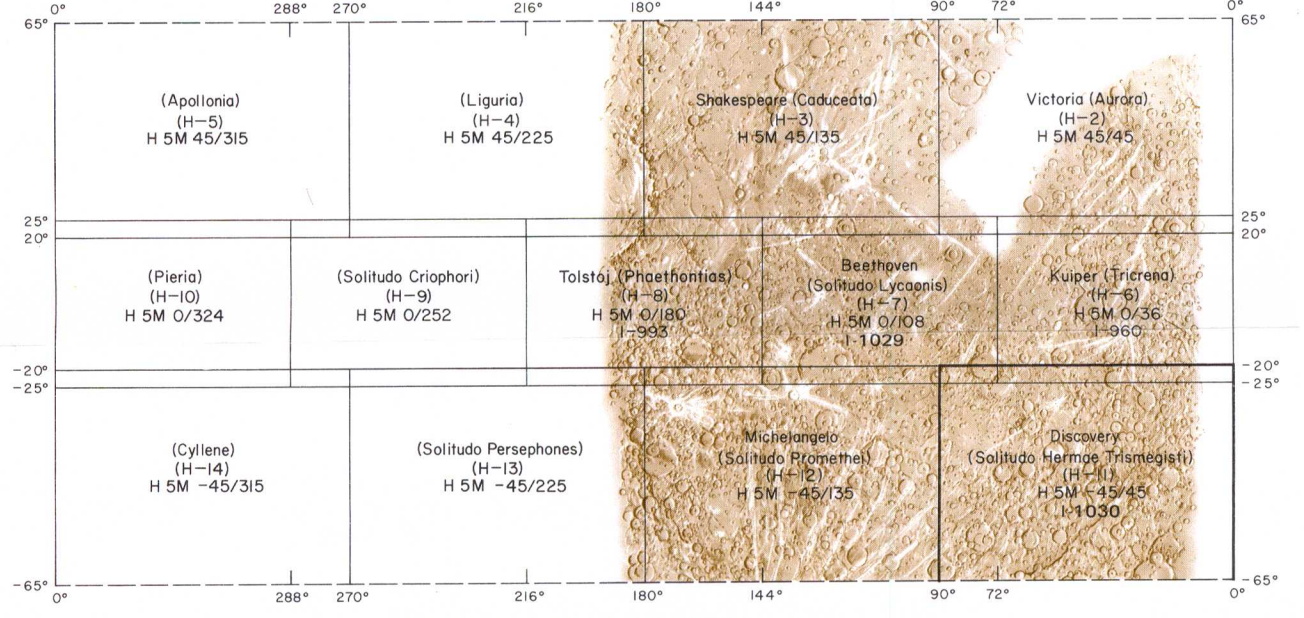 0° 288° 270° 216° 180° 144° 90° 72° 0°
65° 65°
(Apollonia)
(H-5)
H 5M 45/315
(Liguria)
(H-4)
H 5M 45/225
Shakespeare (Caduceata)
(H-3)
H 5M 45/135
Victoria (Aurora)
(H-2)
H 5M 45/45
25° 25°
20° 20°
(Pieria)
(H-10)
H 5M 0/324
(Solitudo Criophori)
(H-9)
H 5M 0/252
Tolstoj (Phaethontias)
(H-8)
H 5M 0/180
I-993
Beethoven
(Solitudo Lycaonis)
(H-7)
H 5M 0/108
I-1029
Kuiper (Tricrena)
(H-6)
H 5M 0/36
I-960
-20° -20°
-25° -25°
(Cyllene)
(H-14)
H 5M -45/315
(Solitudo Persephones)
(H-13)
H 5M -45/225
Michelangelo
(Solitudo Promethei)
(H-12)
H 5M -45/135
Discovery
(Solitudo Hermae Trismegisti)
(H-11)
H 5M -45/45
I-1030
-65° -65°
0° 288° 270° 216° 180° 144° 90° 72° 0°